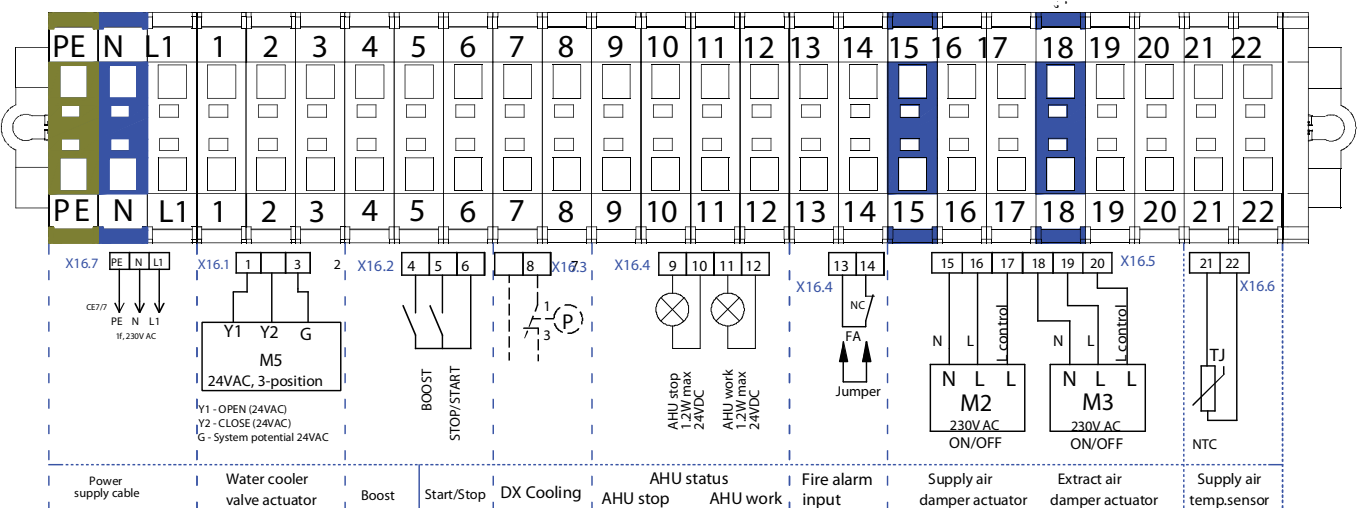 PE N L1 1 2 3 4 5 6 7 8 9 10 11 12 13 14 15 16 17 18 19 20 21 22
PE N L1 1 2 3 4 5 6 7 8 9 10 11 12 13 14 15 16 17 18 19 20 21 22
X16.7 PE N L1
CE7/7
PE N L1
1f, 230V AC
X16.1 1 3 2
Y1 Y2 G
M5
24VAC, 3-position
Y1 - OPEN (24VAC)
Y2 - CLOSE (24VAC)
G - System potential 24VAC
X16.2 4 5 6
BOOST
STOP/START
8 X16.3 7
1
P
3
X16.4 9 10 11 12
AHU stop
1.2W max
24VDC
AHU work
1.2W max
24VDC
13 14
X16.4
NC
FA
Jumper
15 16 17 18 19 20 X16.5
N L L control
N L L
M2
230V AC
ON/OFF
N L L control
N L L
M3
230V AC
ON/OFF
21 22
X16.6
TJ
NTC
Power
supply cable
Water cooler
valve actuator
Boost
Start/Stop
DX Cooling
AHU status
AHU stop AHU work
Fire alarm
input
Supply air
damper actuator
Extract air
damper actuator
Supply air
temp.sensor